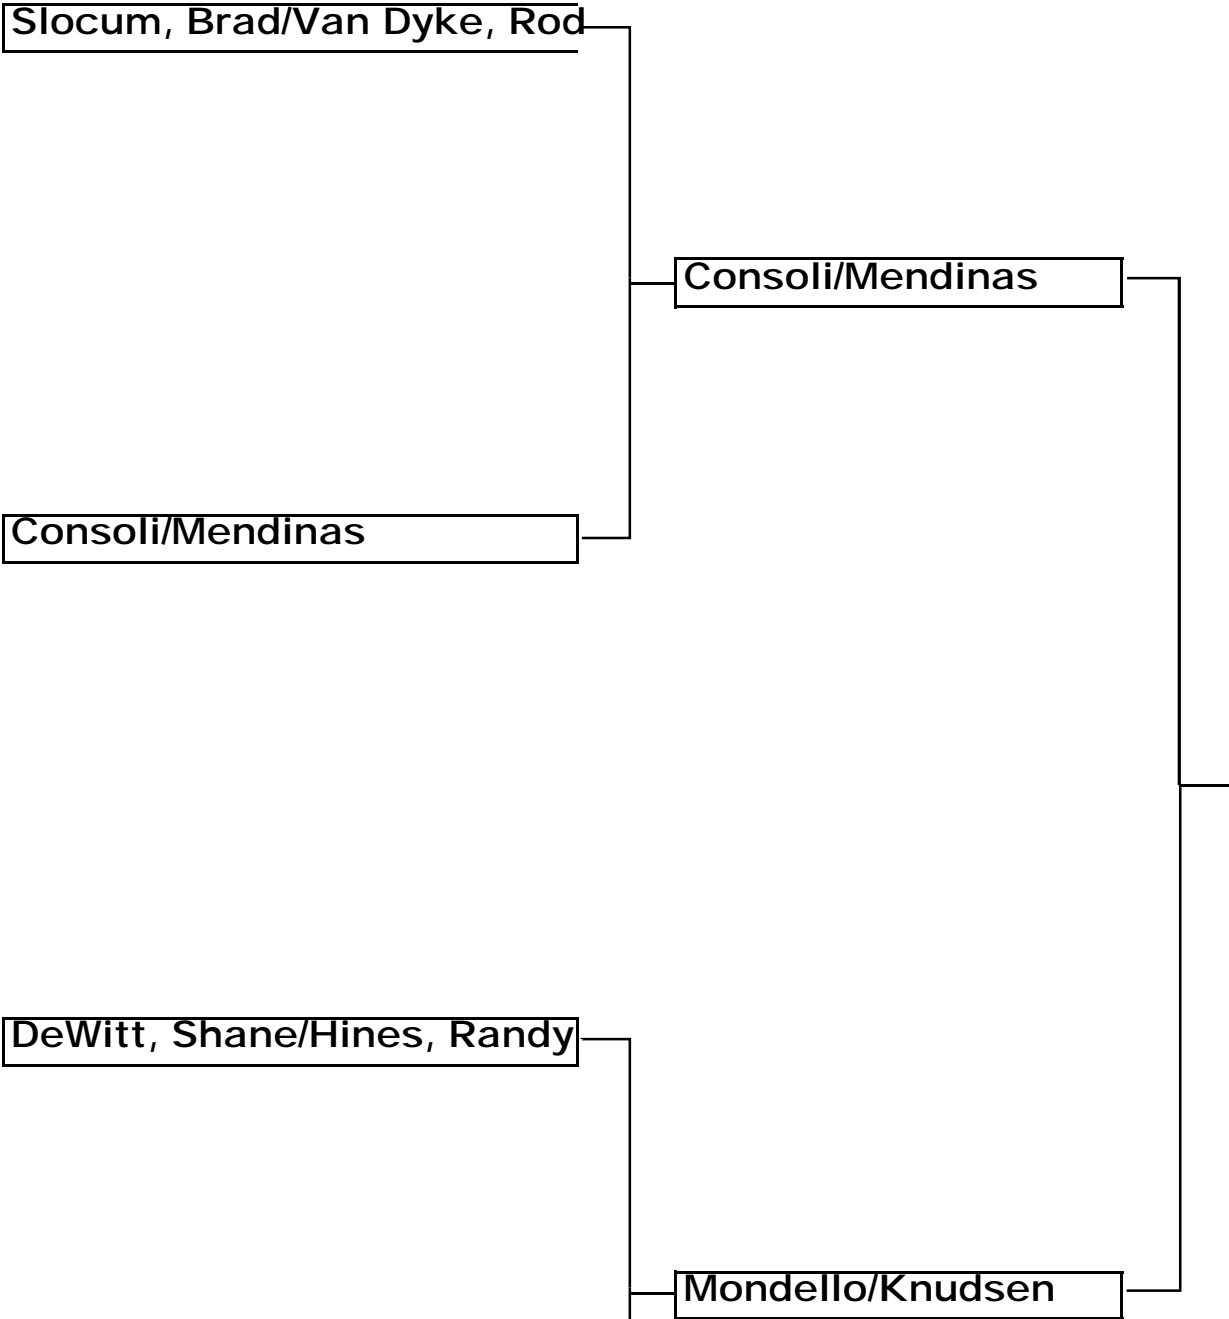 Slocum, Brad/Van Dyke, Rod
Consoli/Mendinas
Consoli/Mendinas
DeWitt, Shane/Hines, Randy
Mondello/Knudsen